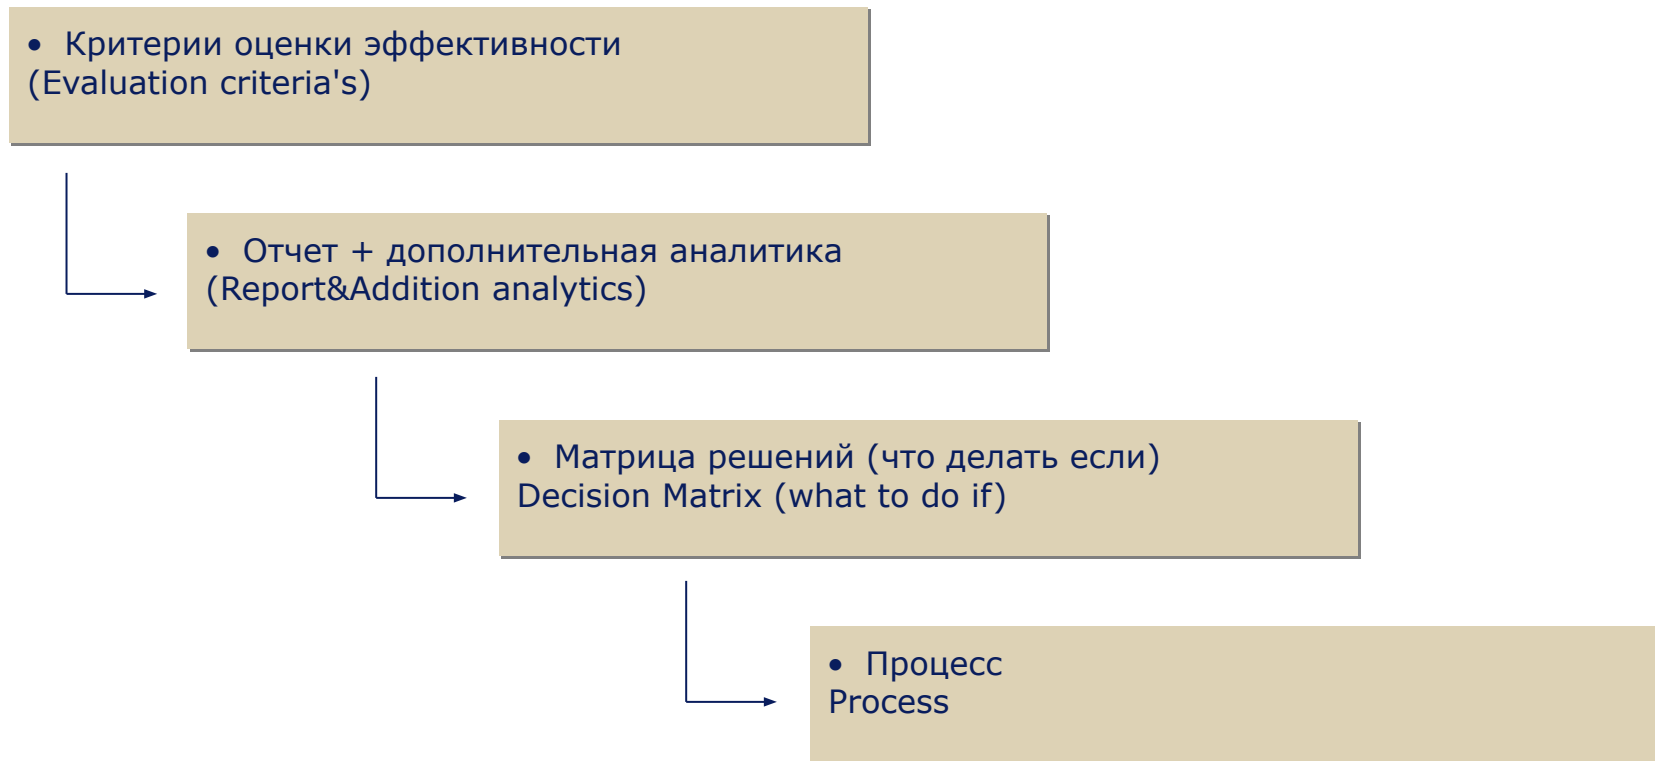 • Критерии оценки эффективности
(Evaluation criteria's)
• Отчет + дополнительная аналитика
(Report&Addition analytics)
• Матрица решений (что делать если)
Decision Matrix (what to do if)
• Процесс
Process